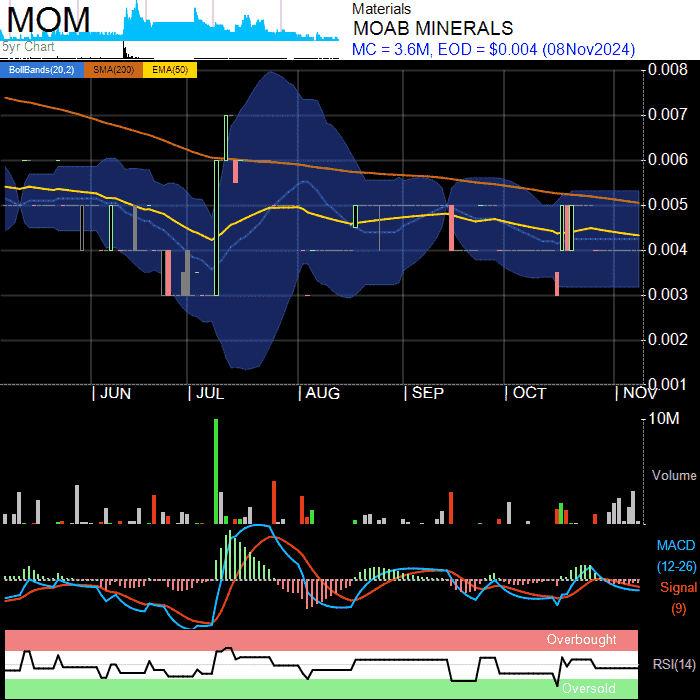 MOM
5yr Chart
Materials
MOAB MINERALS
MC = 3.6M, EOD = $0.004 (08Nov2024)
BollBands(20,2) SMA(200) EMA(50)
0.008
0.007
0.006
0.005
0.004
0.003
0.002
0.001
| JUN | JUL | AUG | SEP | OCT | NOV
10M
Volume
MACD
(12-26)
Signal
(9)
Overbought
RSI(14)
Oversold